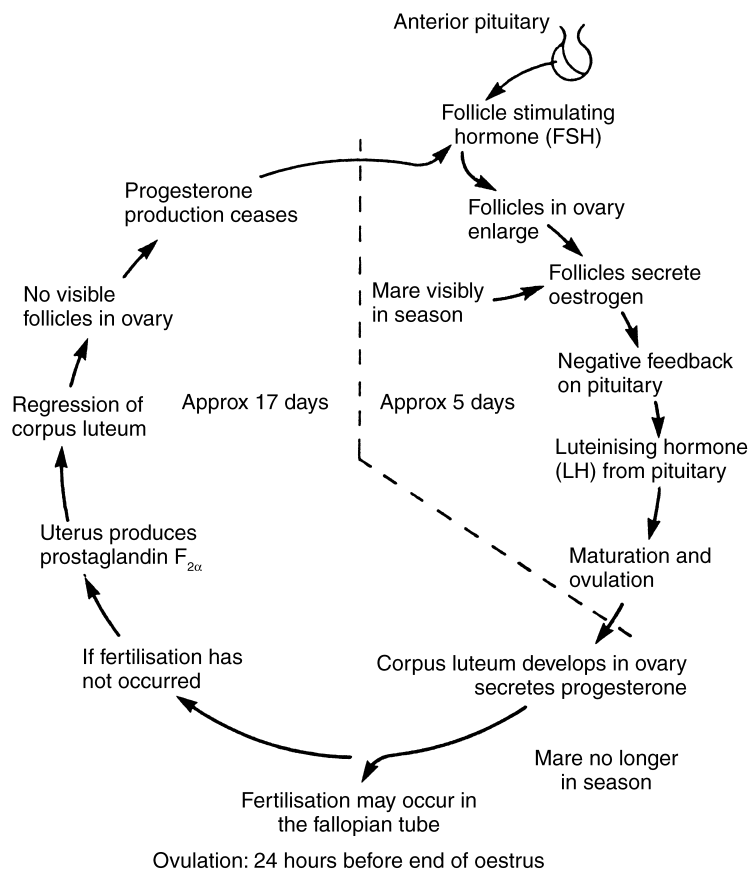 Anterior pituitary
Follicle stimulating
hormone (FSH)
Follicles in ovary
enlarge
Follicles secrete
oestrogen
Mare visibly
in season
Negative feedback
on pituitary
Luteinising hormone
(LH) from pituitary
Maturation and
ovulation
Approx 5 days
Corpus luteum develops in ovary
secretes progesterone
Mare no longer
in season
Fertilisation may occur in
the fallopian tube
If fertilisation has
not occurred
Uterus produces
prostaglandin F2α
Regression of
corpus luteum
Approx 17 days
No visible
follicles in ovary
Progesterone
production ceases
Ovulation: 24 hours before end of oestrus